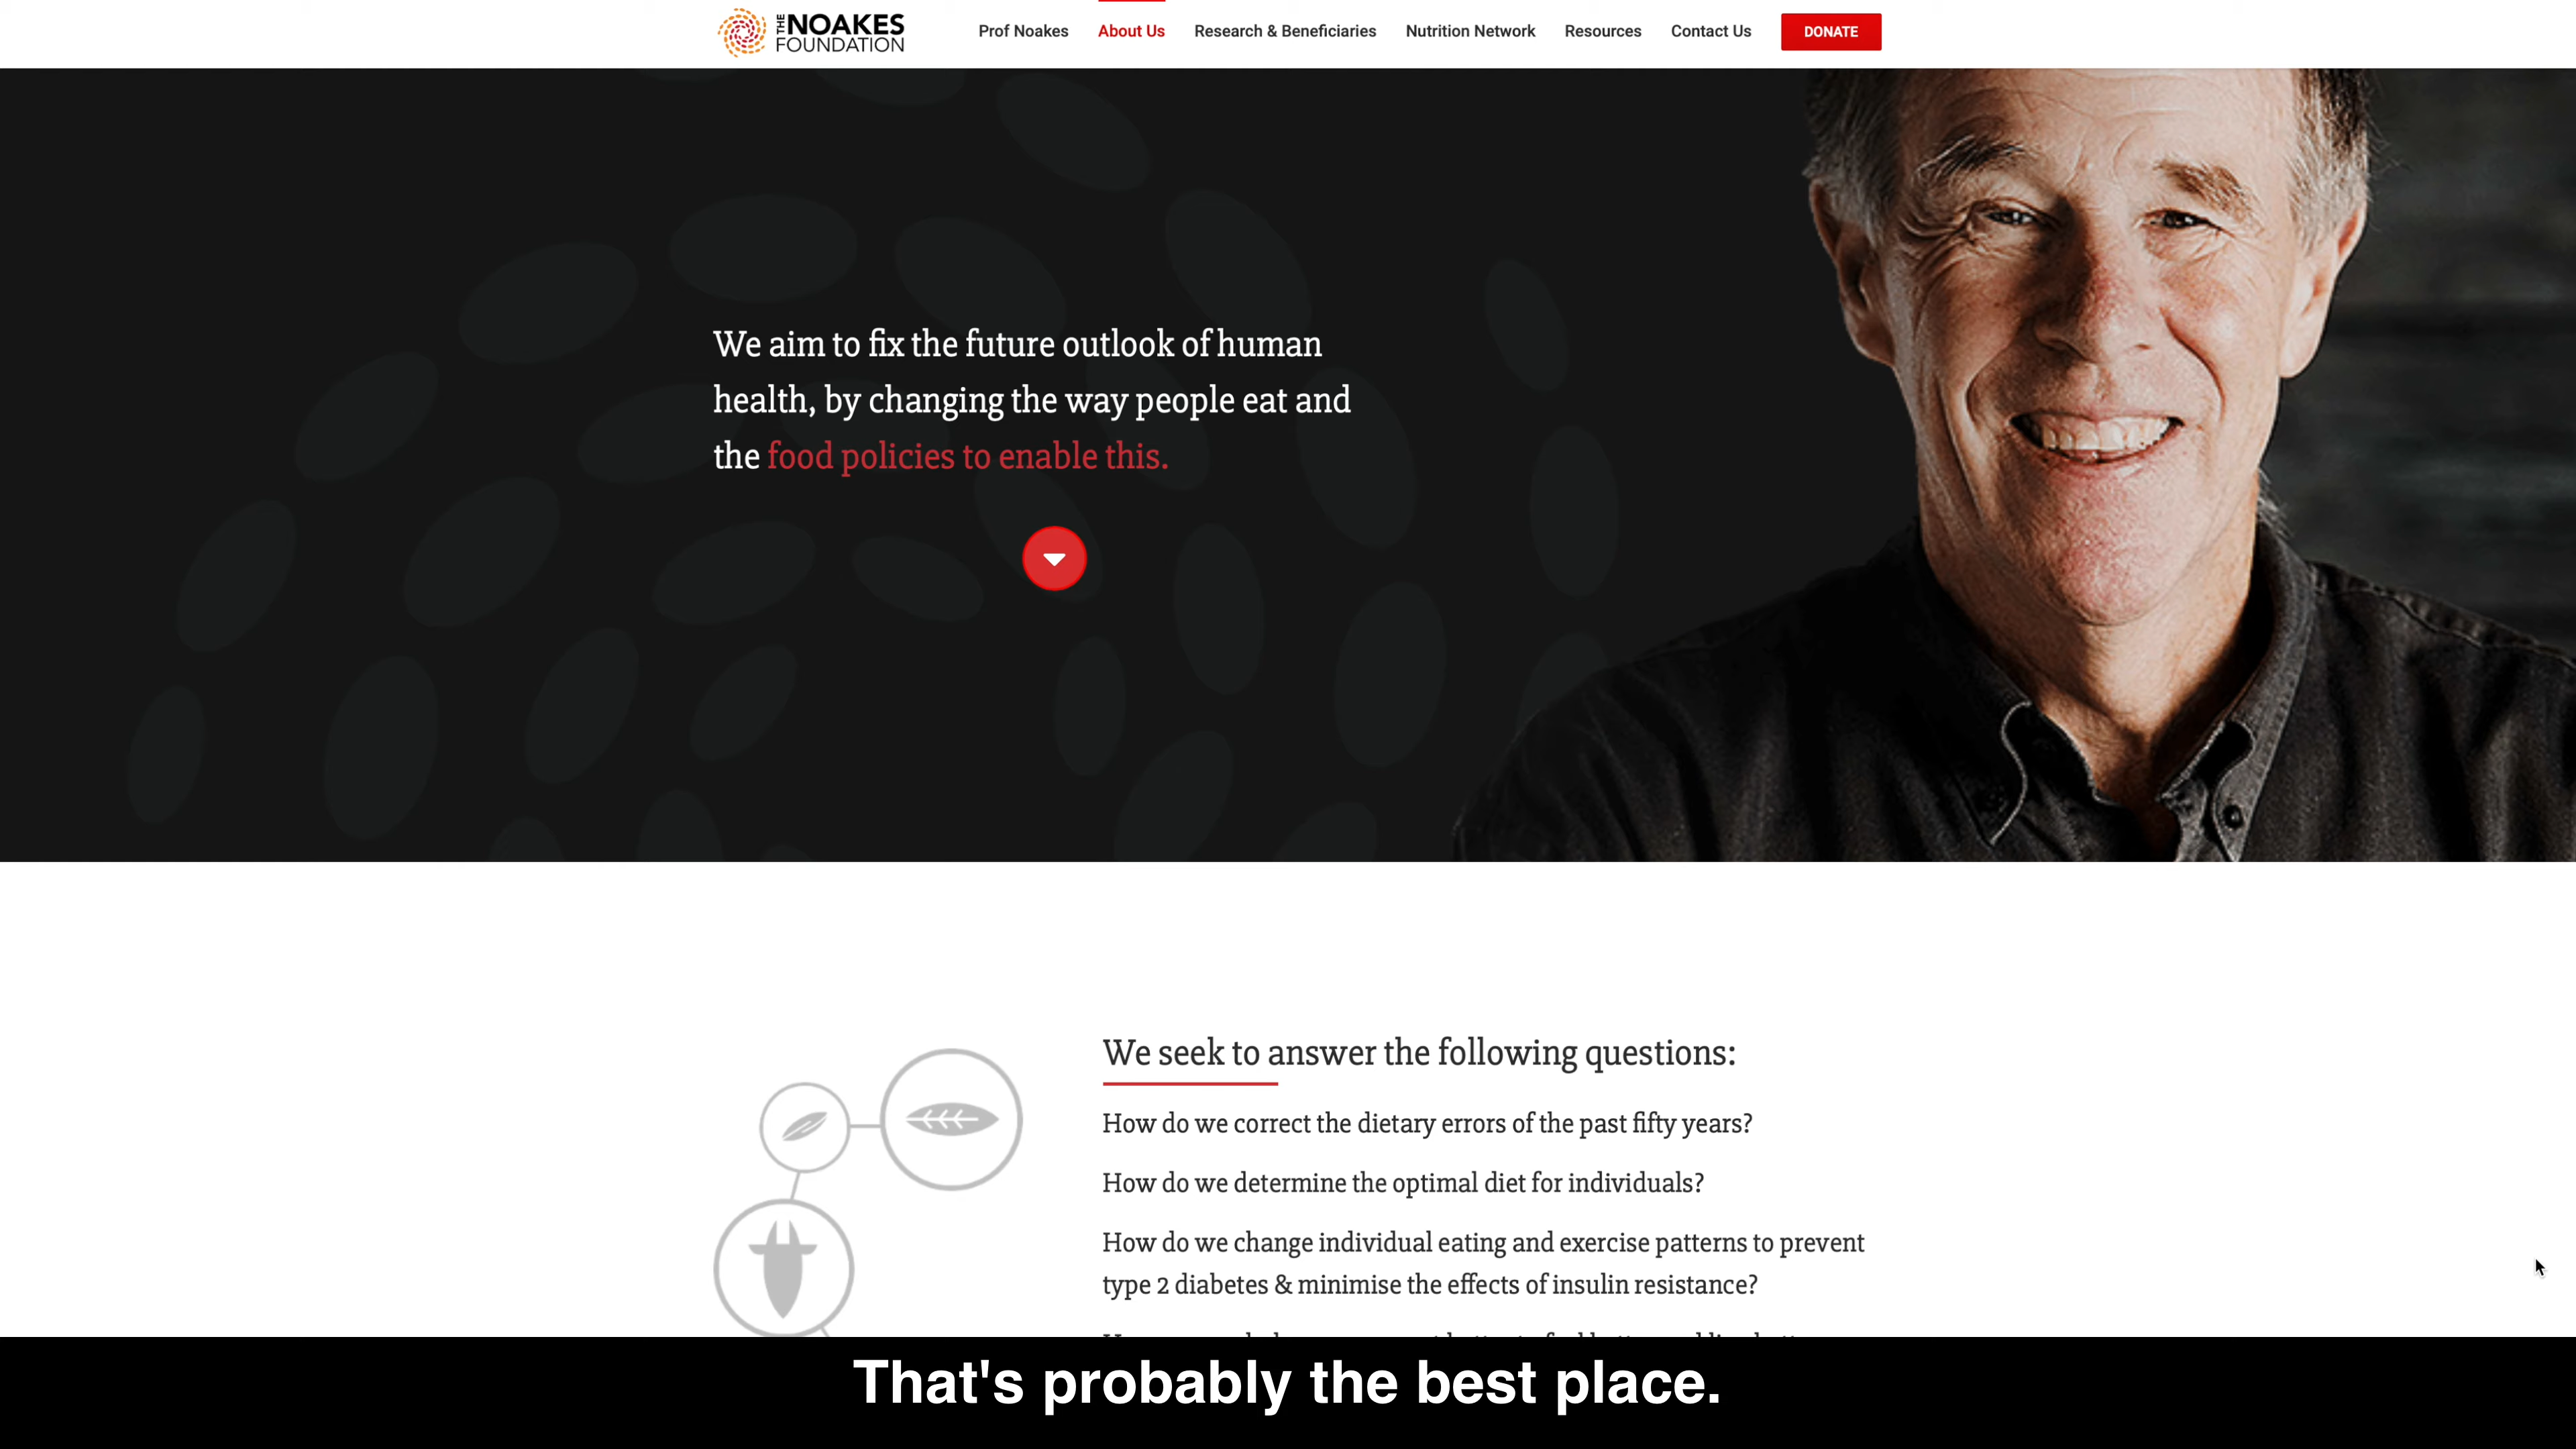 THE NOAKES
FOUNDATION
Prof Noakes
About Us
Research & Beneficiaries
Nutrition Network
Resources
Contact Us
DONATE
We aim to fix the future outlook of human
health, by changing the way people eat and
the food policies to enable this.
We seek to answer the following questions:
How do we correct the dietary errors of the past fifty years?
How do we determine the optimal diet for individuals?
How do we change individual eating and exercise patterns to prevent
type 2 diabetes & minimise the effects of insulin resistance?
That's probably the best place.